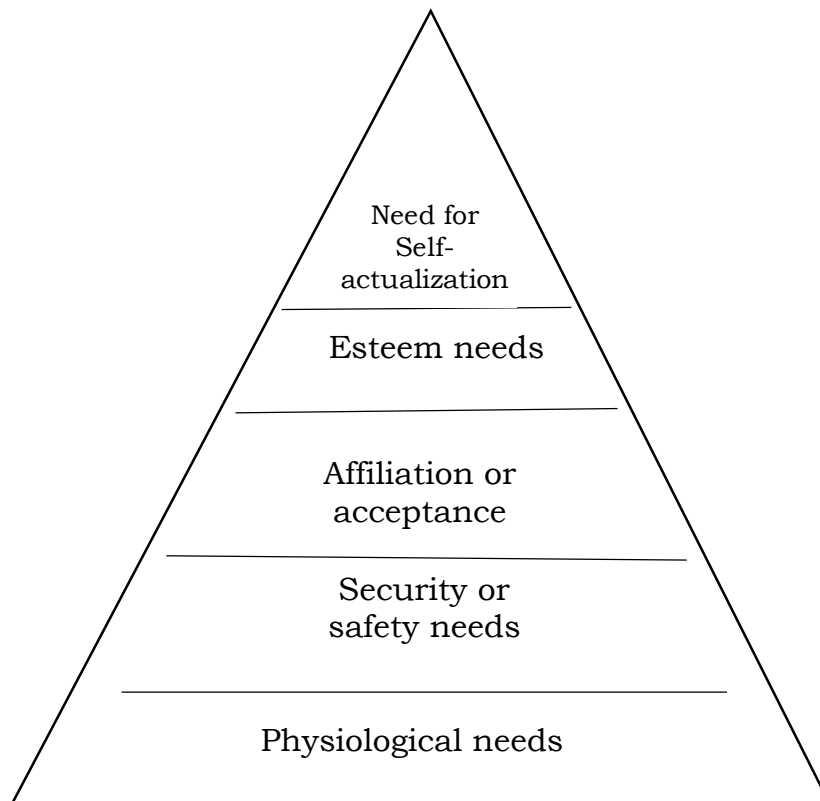 Need for
Self-
actualization
Esteem needs
Affiliation or
acceptance
Security or
safety needs
Physiological needs